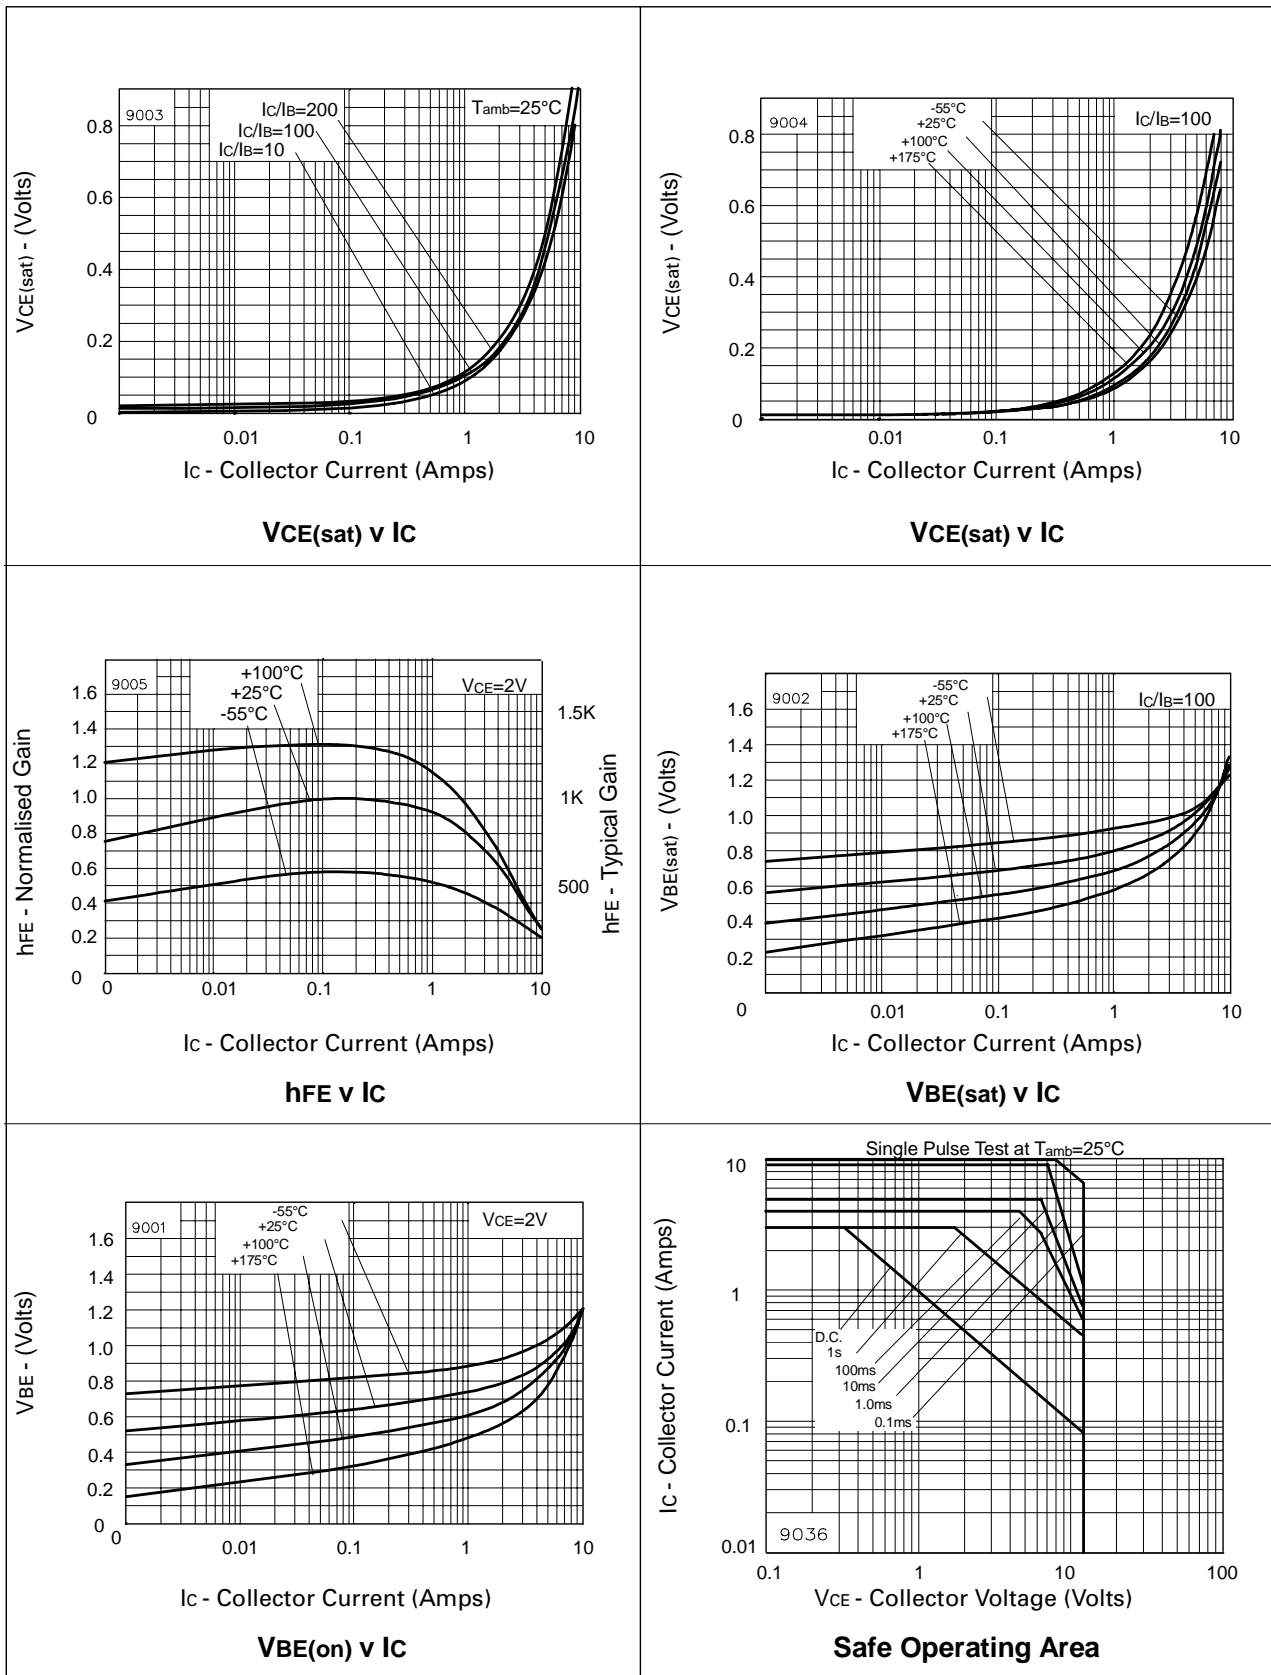 9003
IC/IB=200
IC/IB=100
IC/IB=10
Tamb=25°C
VCE(sat) - (Volts)
0.8
0.6
0.4
0.2
0
0.01
0.1
1
10
IC - Collector Current (Amps)
VCE(sat) v IC
9004
-55°C
+25°C
+100°C
+175°C
IC/IB=100
VCE(sat) - (Volts)
0.8
0.6
0.4
0.2
0
0.01
0.1
1
10
IC - Collector Current (Amps)
VCE(sat) v IC
9005
+100°C
+25°C
-55°C
VCE=2V
hFE - Normalised Gain
1.6
1.4
1.2
1.0
0.8
0.6
0.4
0.2
0
1.5K
1K
500
hFE - Typical Gain
0
0.01
0.1
1
10
IC - Collector Current (Amps)
hFE v IC
9002
-55°C
+25°C
+100°C
+175°C
IC/IB=100
VBE(sat) - (Volts)
1.6
1.4
1.2
1.0
0.8
0.6
0.4
0.2
0
0.01
0.1
1
10
IC - Collector Current (Amps)
VBE(sat) v IC
9001
-55°C
+25°C
+100°C
+175°C
VCE=2V
VBE - (Volts)
1.6
1.4
1.2
1.0
0.8
0.6
0.4
0.2
0
0
0.01
0.1
1
10
IC - Collector Current (Amps)
VBE(on) v IC
Single Pulse Test at Tamb=25°C
IC - Collector Current (Amps)
10
1
0.1
0.01
D.C.
1s
100ms
10ms
1.0ms
0.1ms
9036
0.1
1
10
100
VCE - Collector Voltage (Volts)
Safe Operating Area